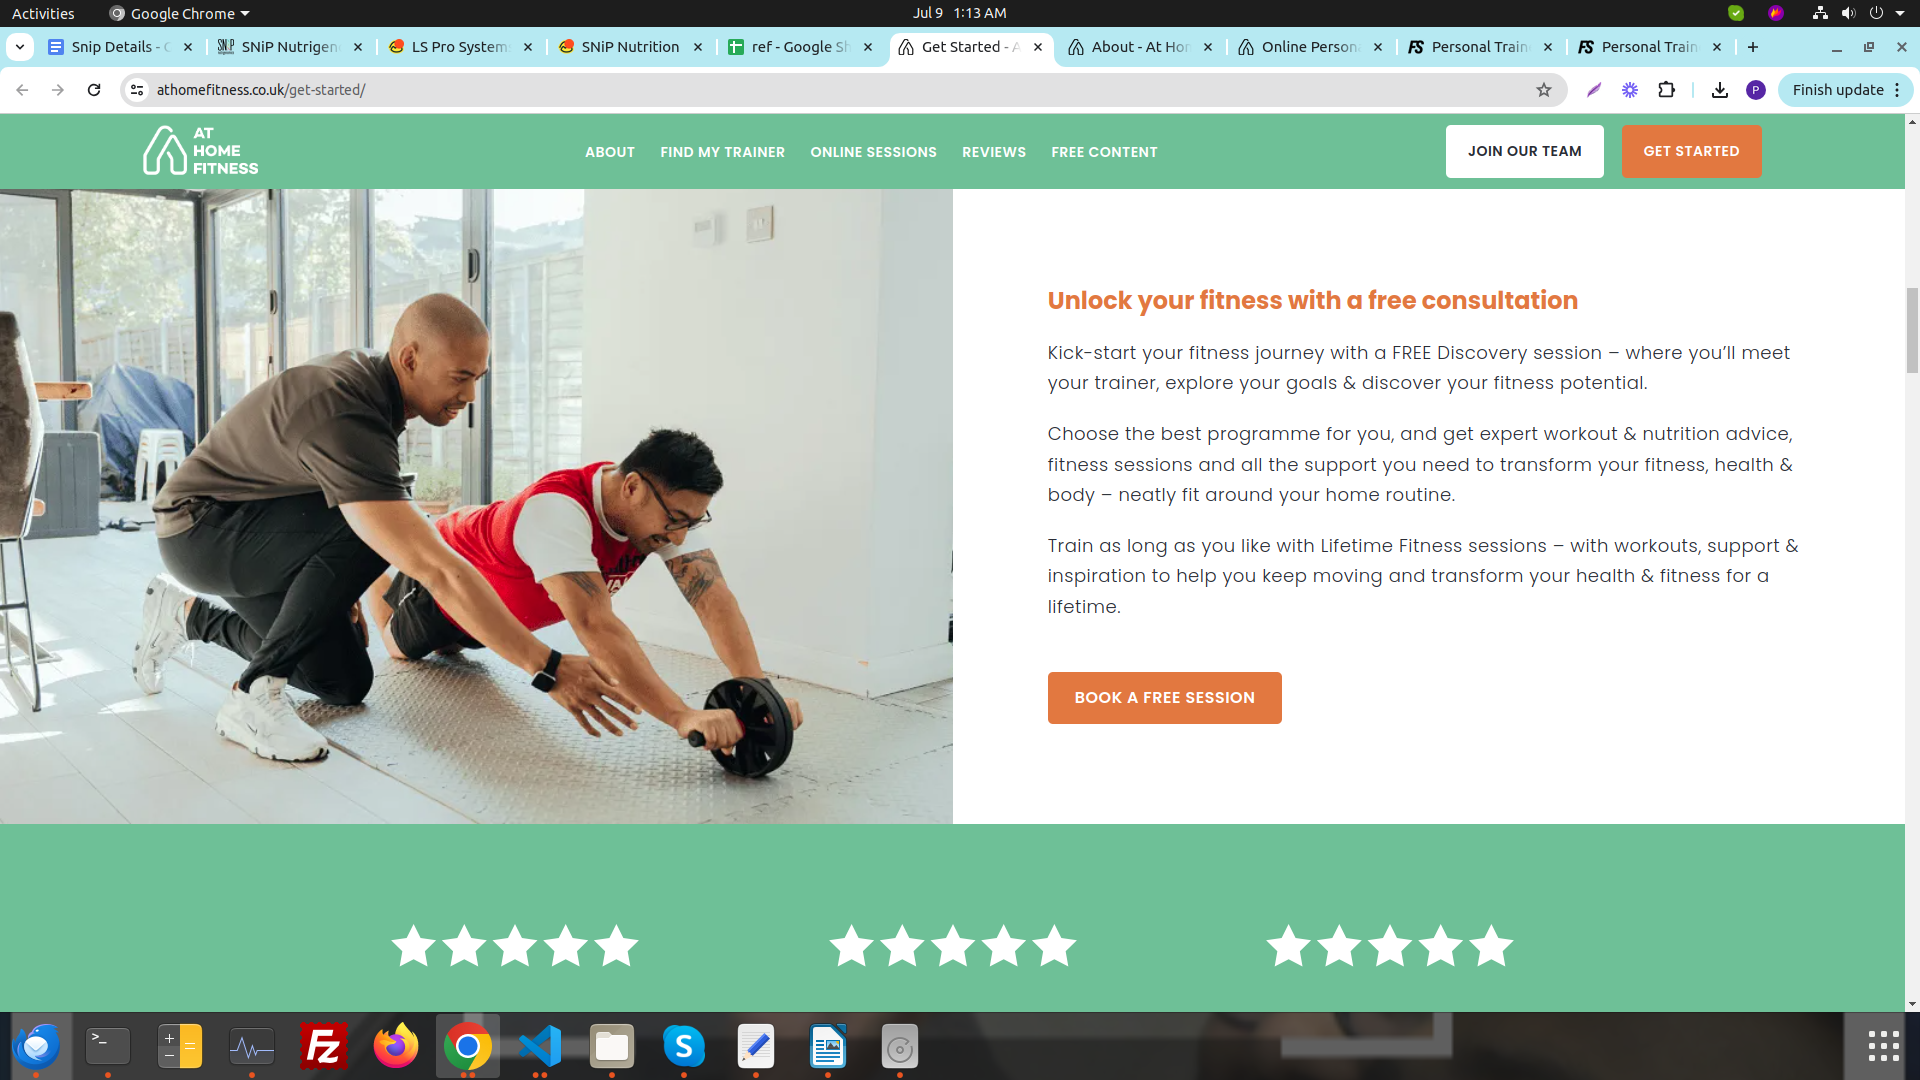 Activities
Google Chrome
Jul 9 1:13 AM
Snip Details -
SNiP Nutrigen
LS Pro System
SNiP Nutrition
ref - Google Sh
Get Started -
About - At Ho
Online Person
Personal Train
Personal Train
athomefitness.co.uk/get-started/
P
Finish update
AT
HOME
FITNESS
ABOUT
FIND MY TRAINER
ONLINE SESSIONS
REVIEWS
FREE CONTENT
JOIN OUR TEAM
GET STARTED
Unlock your fitness with a free consultation
Kick-start your fitness journey with a FREE Discovery session – where you’ll meet
your trainer, explore your goals & discover your fitness potential.
Choose the best programme for you, and get expert workout & nutrition advice,
fitness sessions and all the support you need to transform your fitness, health &
body – neatly fit around your home routine.
Train as long as you like with Lifetime Fitness sessions – with workouts, support &
inspiration to help you keep moving and transform your health & fitness for a
lifetime.
BOOK A FREE SESSION